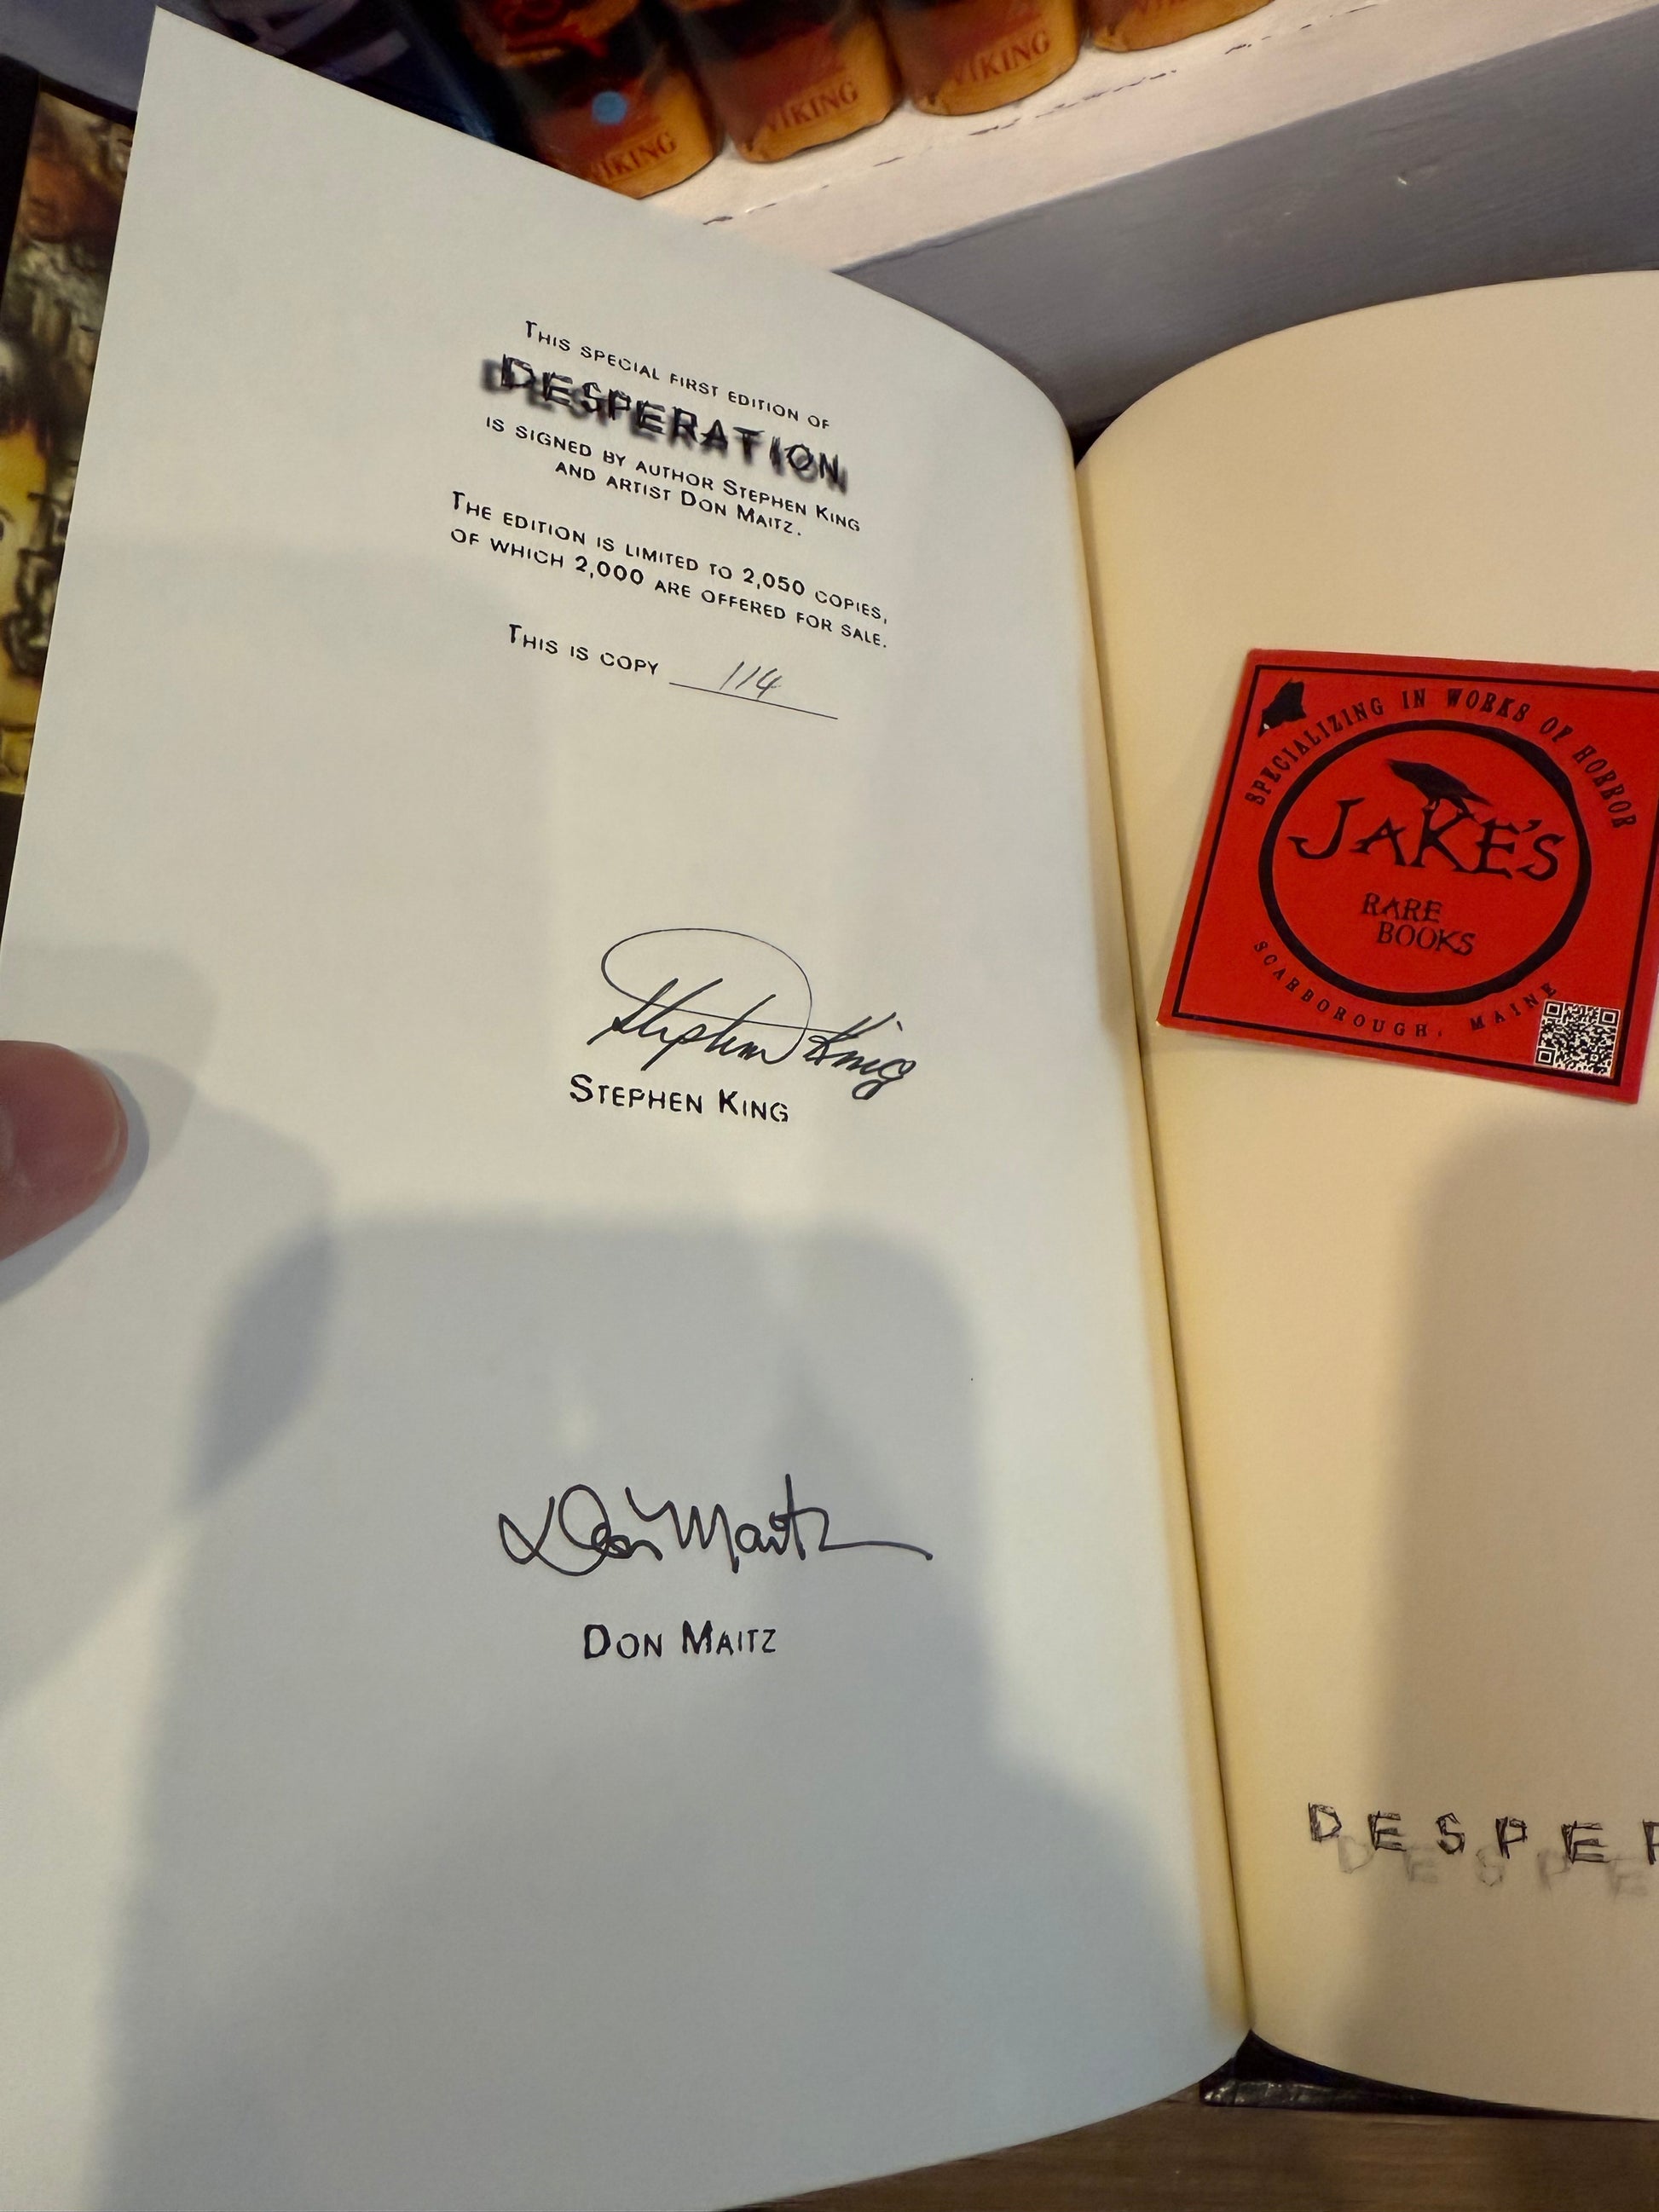 VIKING
VIKING
VIKING
VIKING
THIS SPECIAL FIRST EDITION OF
DESPERATION
IS SIGNED BY AUTHOR STEPHEN KING
AND ARTIST DON MAITZ.
THE EDITION IS LIMITED TO 2,050 COPIES,
OF WHICH 2,000 ARE OFFERED FOR SALE.
THIS IS COPY 114
Stephen King
STEPHEN KING
Don Maitz
DON MAITZ
SPECIALIZING IN WORKS OF HORROR
JAKE'S
RARE
BOOKS
SCARBOROUGH, MAINE
DESPER